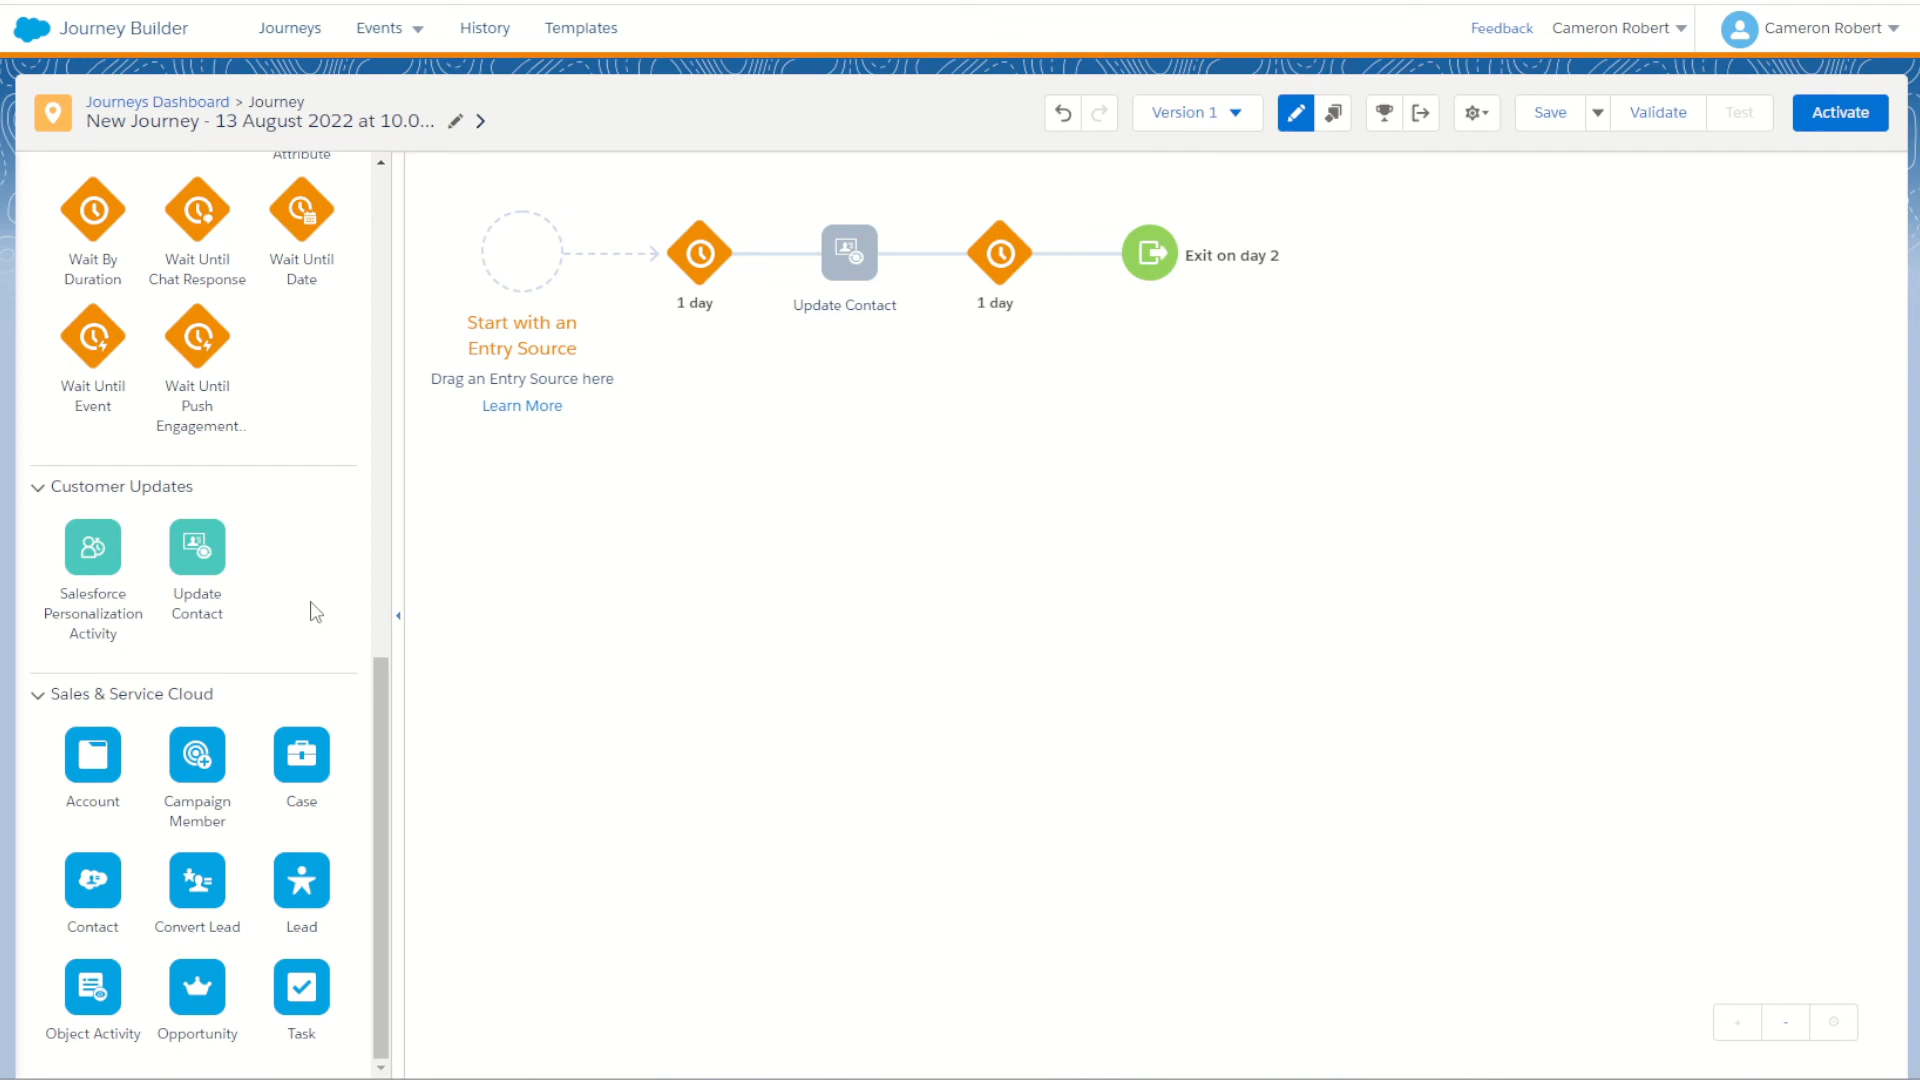 Journey Builder
Journeys
Events
History
Templates
Feedback
Cameron Robert
Cameron Robert
Journeys Dashboard > Journey
New Journey - 13 August 2022 at 10.0...
Version 1
Save
Validate
Test
Activate
Attribute
Wait By
Duration
Wait Until
Chat Response
Wait Until
Date
Wait Until
Event
Wait Until
Push
Engagement..
Customer Updates
Salesforce
Personalization
Activity
Update
Contact
Sales & Service Cloud
Account
Campaign
Member
Case
Contact
Convert Lead
Lead
Object Activity
Opportunity
Task
Start with an
Entry Source
Drag an Entry Source here
Learn More
1 day
Update Contact
1 day
Exit on day 2